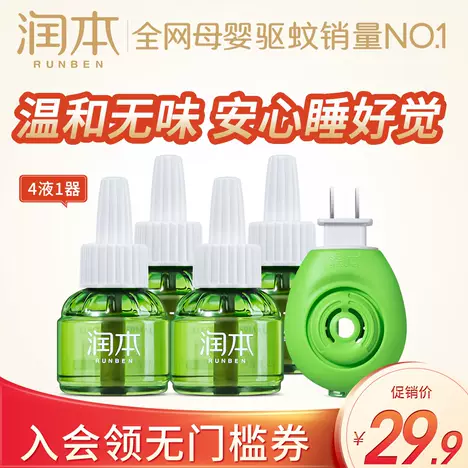 润本
RUNBEN
全网母婴驱蚊销量NO.1
温和无味 安心睡好觉
4液1器
润本
RUNBEN
润本
RUNBEN
促销价
¥29.9
入会领无门槛券